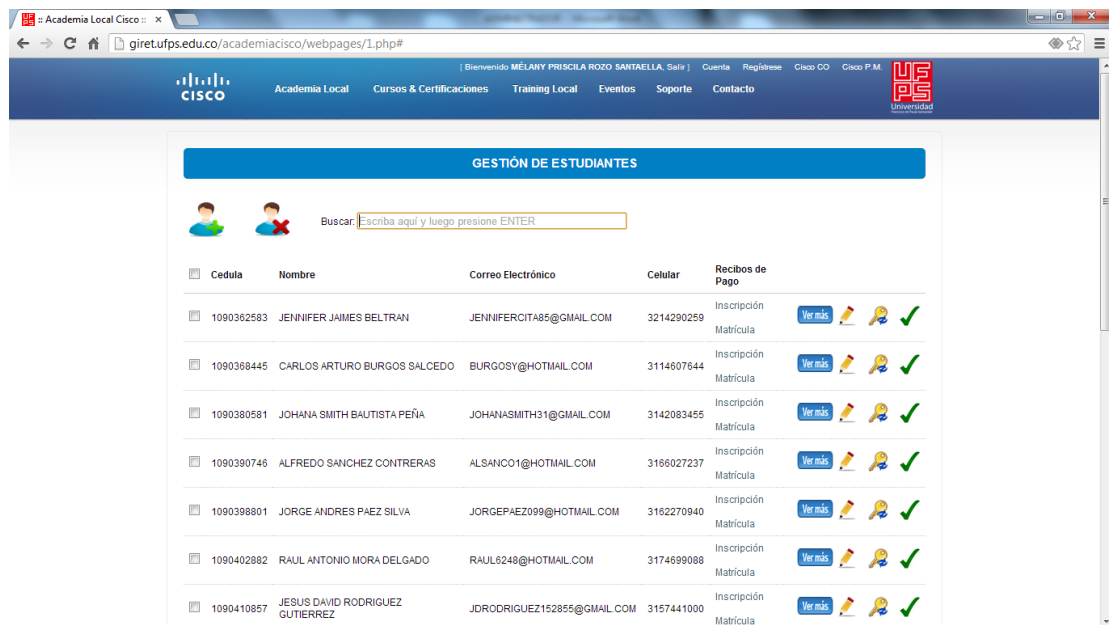 :: Academia Local Cisco ::
giret.ufps.edu.co/academiacisco/webpages/1.php#
[ Bienvenido MÉLANY PRISCILA ROZO SANTAELLA, Salir ] Cuenta Regístrese Cisco CO Cisco P.M.
CISCO
Academia Local Cursos & Certificaciones Training Local Eventos Soporte Contacto
UFPS
Universidad
GESTIÓN DE ESTUDIANTES
Buscar: Escriba aquí y luego presione ENTER
Cedula Nombre Correo Electrónico Celular Recibos de Pago
1090362583 JENNIFER JAIMES BELTRAN JENNIFERCITA85@GMAIL.COM 3214290259 Inscripción Matrícula Ver más
1090368445 CARLOS ARTURO BURGOS SALCEDO BURGOSY@HOTMAIL.COM 3114607644 Inscripción Matrícula Ver más
1090380581 JOHANA SMITH BAUTISTA PEÑA JOHANASMITH31@GMAIL.COM 3142083455 Inscripción Matrícula Ver más
1090390746 ALFREDO SANCHEZ CONTRERAS ALSANCO1@HOTMAIL.COM 3166027237 Inscripción Matrícula Ver más
1090398801 JORGE ANDRES PAEZ SILVA JORGEPAEZ099@HOTMAIL.COM 3162270940 Inscripción Matrícula Ver más
1090402882 RAUL ANTONIO MORA DELGADO RAUL6248@HOTMAIL.COM 3174699088 Inscripción Matrícula Ver más
1090410857 JESUS DAVID RODRIGUEZ GUTIERREZ JDRODRIGUEZ152855@GMAIL.COM 3157441000 Inscripción Matrícula Ver más